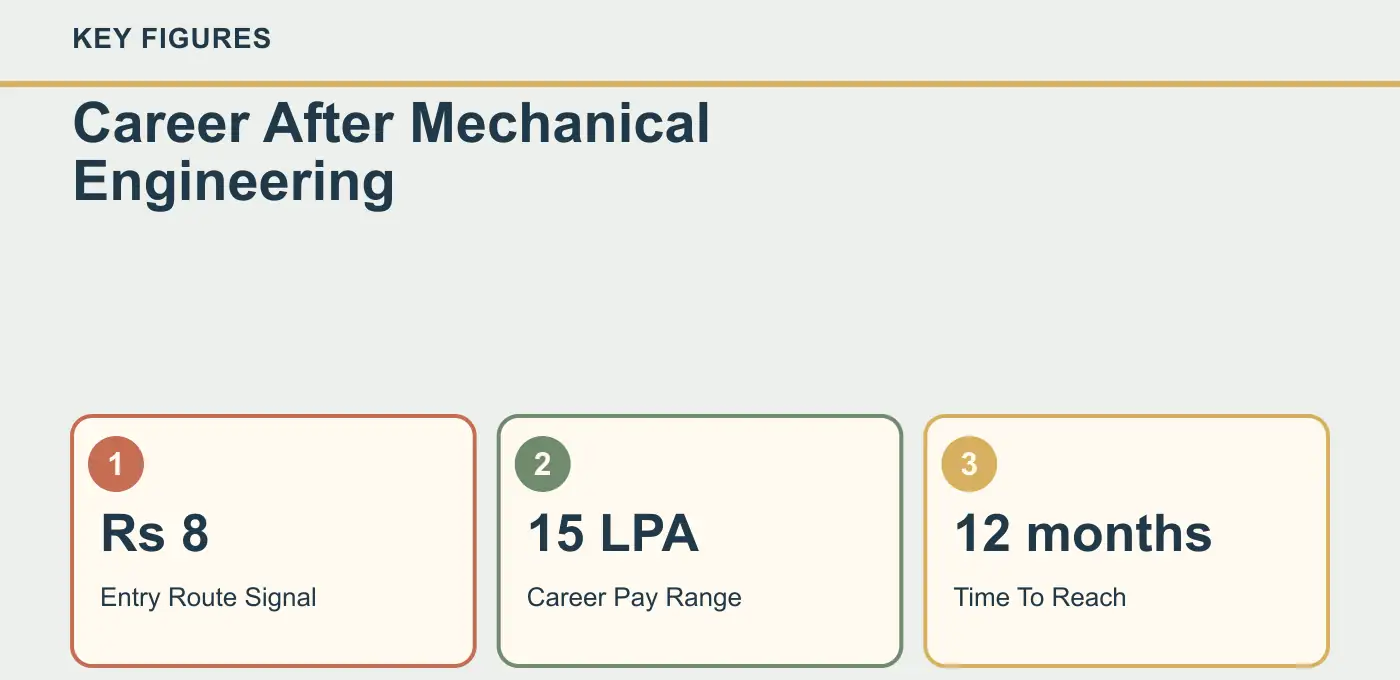 KEY FIGURES
Career After Mechanical
Engineering
1
Rs 8
Entry Route Signal
2
15 LPA
Career Pay Range
3
12 months
Time To Reach